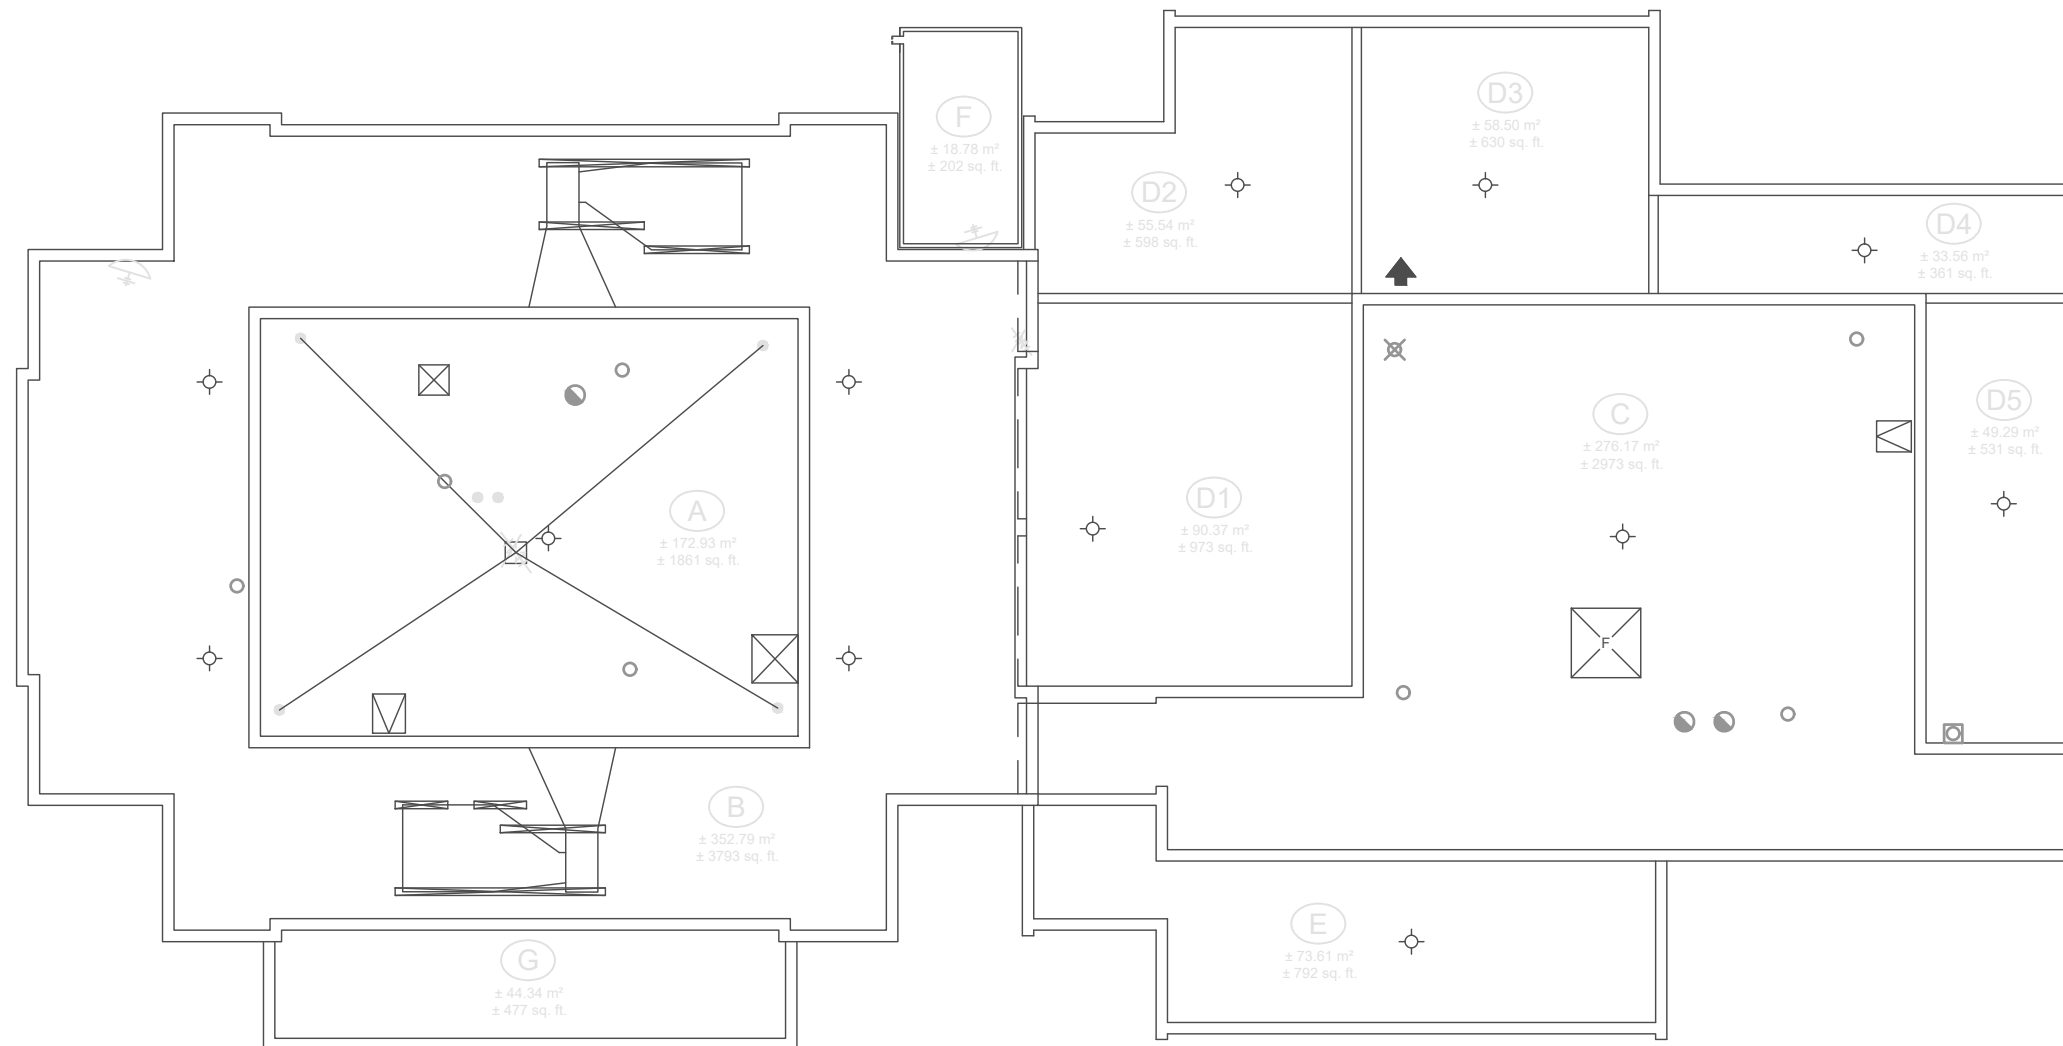 F
± 18.78 m²
± 202 sq. ft.
D3
± 58.50 m²
± 630 sq. ft.
D2
± 55.54 m²
± 598 sq. ft.
D4
± 33.56 m²
± 361 sq. ft.
C
± 276.17 m²
± 2973 sq. ft.
D5
± 49.29 m²
± 531 sq. ft.
A
± 172.93 m²
± 1861 sq. ft.
D1
± 90.37 m²
± 973 sq. ft.
F
B
± 352.79 m²
± 3793 sq. ft.
E
± 73.61 m²
± 792 sq. ft.
G
± 44.34 m²
± 477 sq. ft.